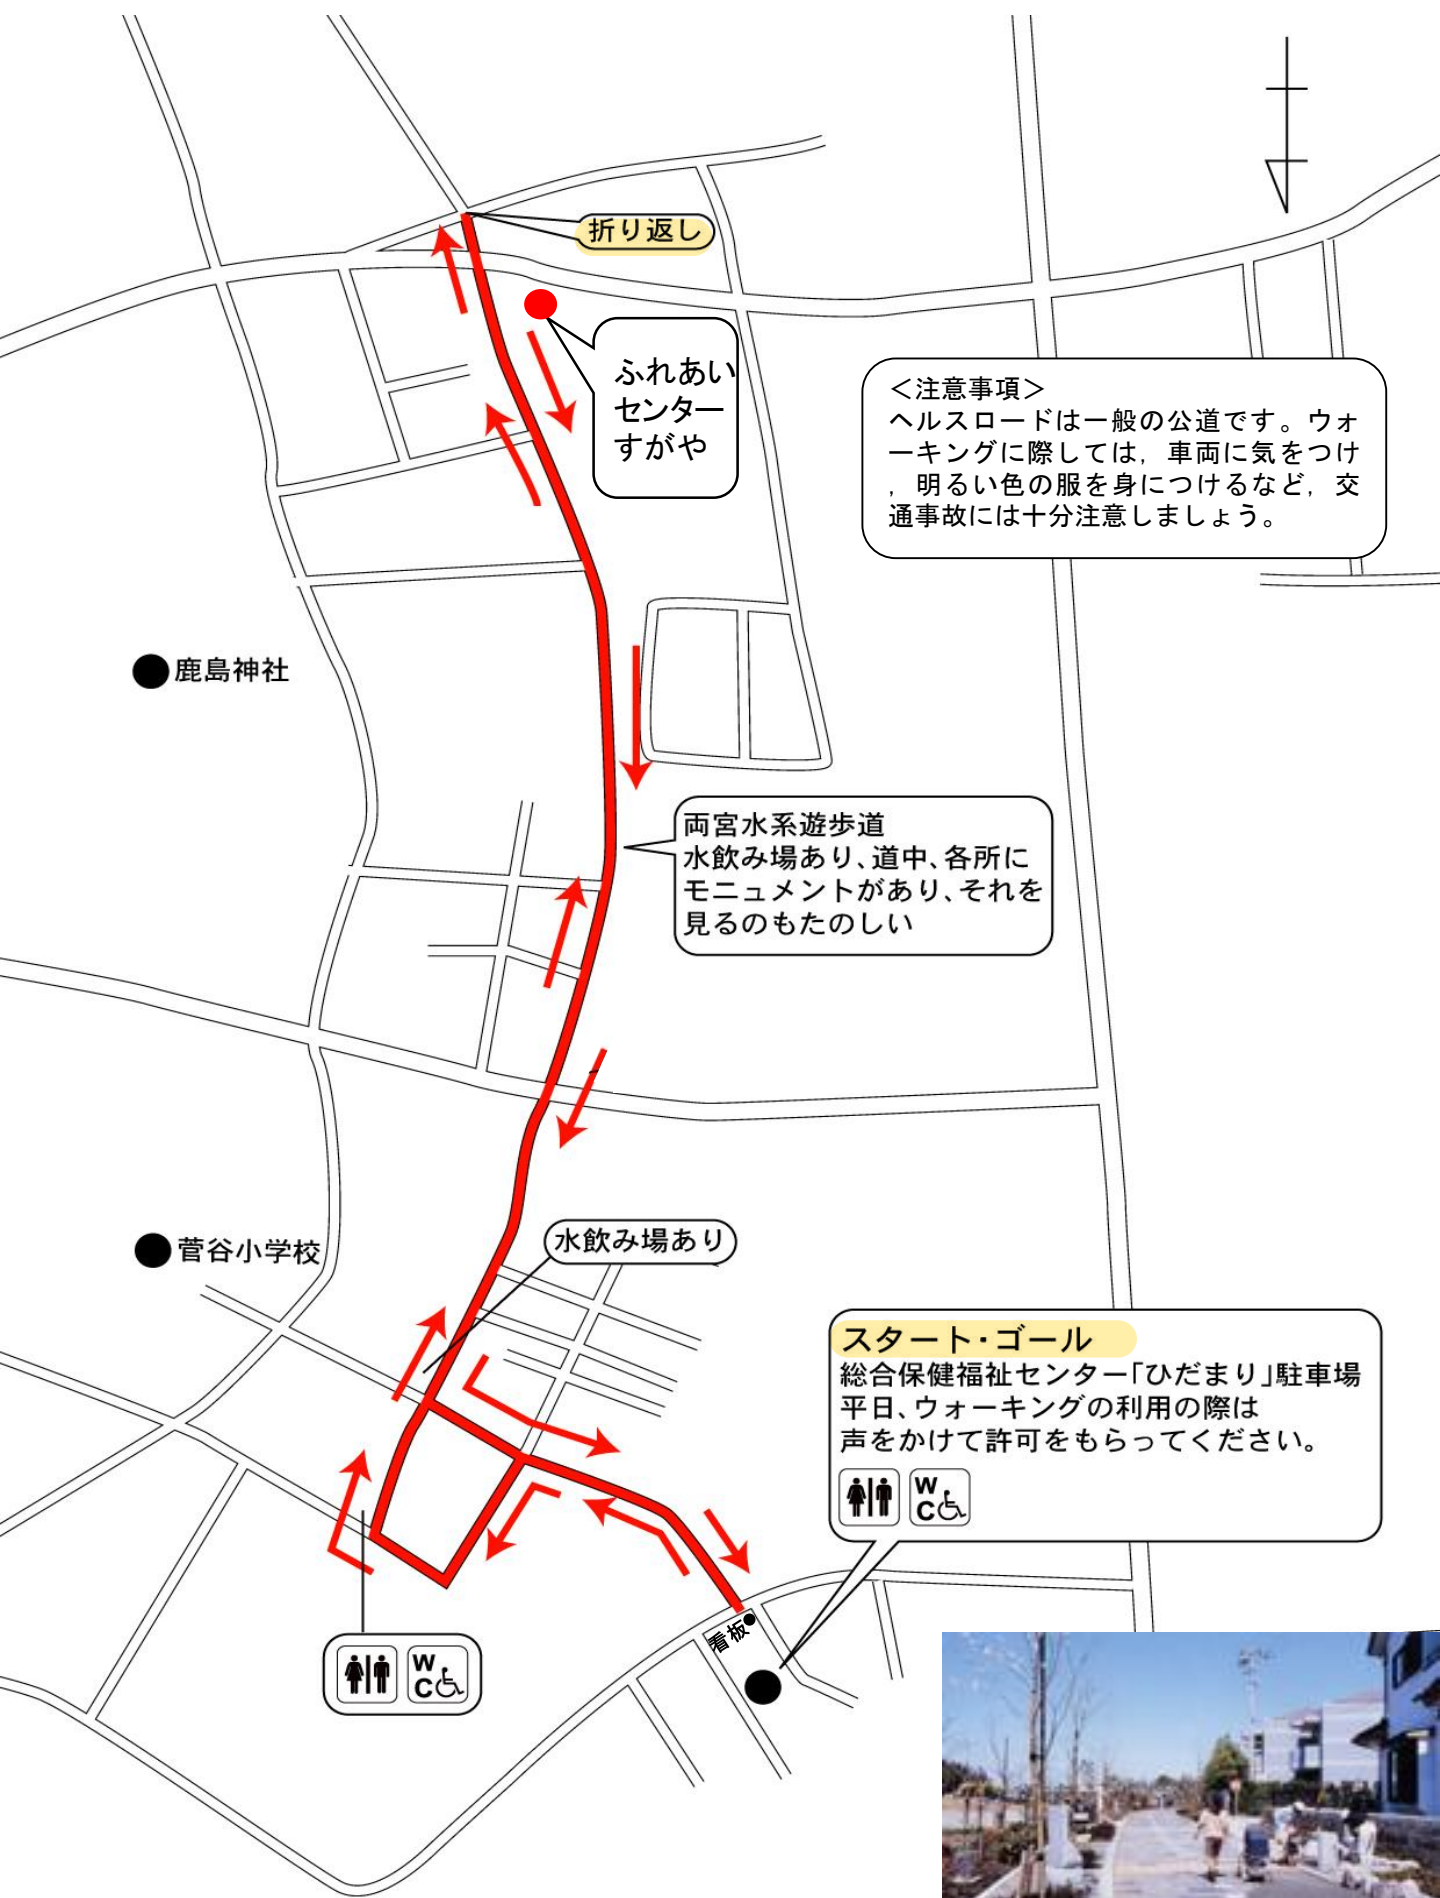 折り返し
ふれあい
センター
すがや
＜注意事項＞
ヘルスロードは一般の公道です。ウォ
ーキングに際しては，車両に気をつけ
，明るい色の服を身につけるなど，交
通事故には十分注意しましょう。
鹿島神社
両宮水系遊歩道
水飲み場あり、道中、各所に
モニュメントがあり、それを
見るのもたのしい
菅谷小学校
水飲み場あり
スタート・ゴール
総合保健福祉センター｢ひだまり｣駐車場
平日、ウォーキングの利用の際は
声をかけて許可をもらってください。
WC
看板
WC